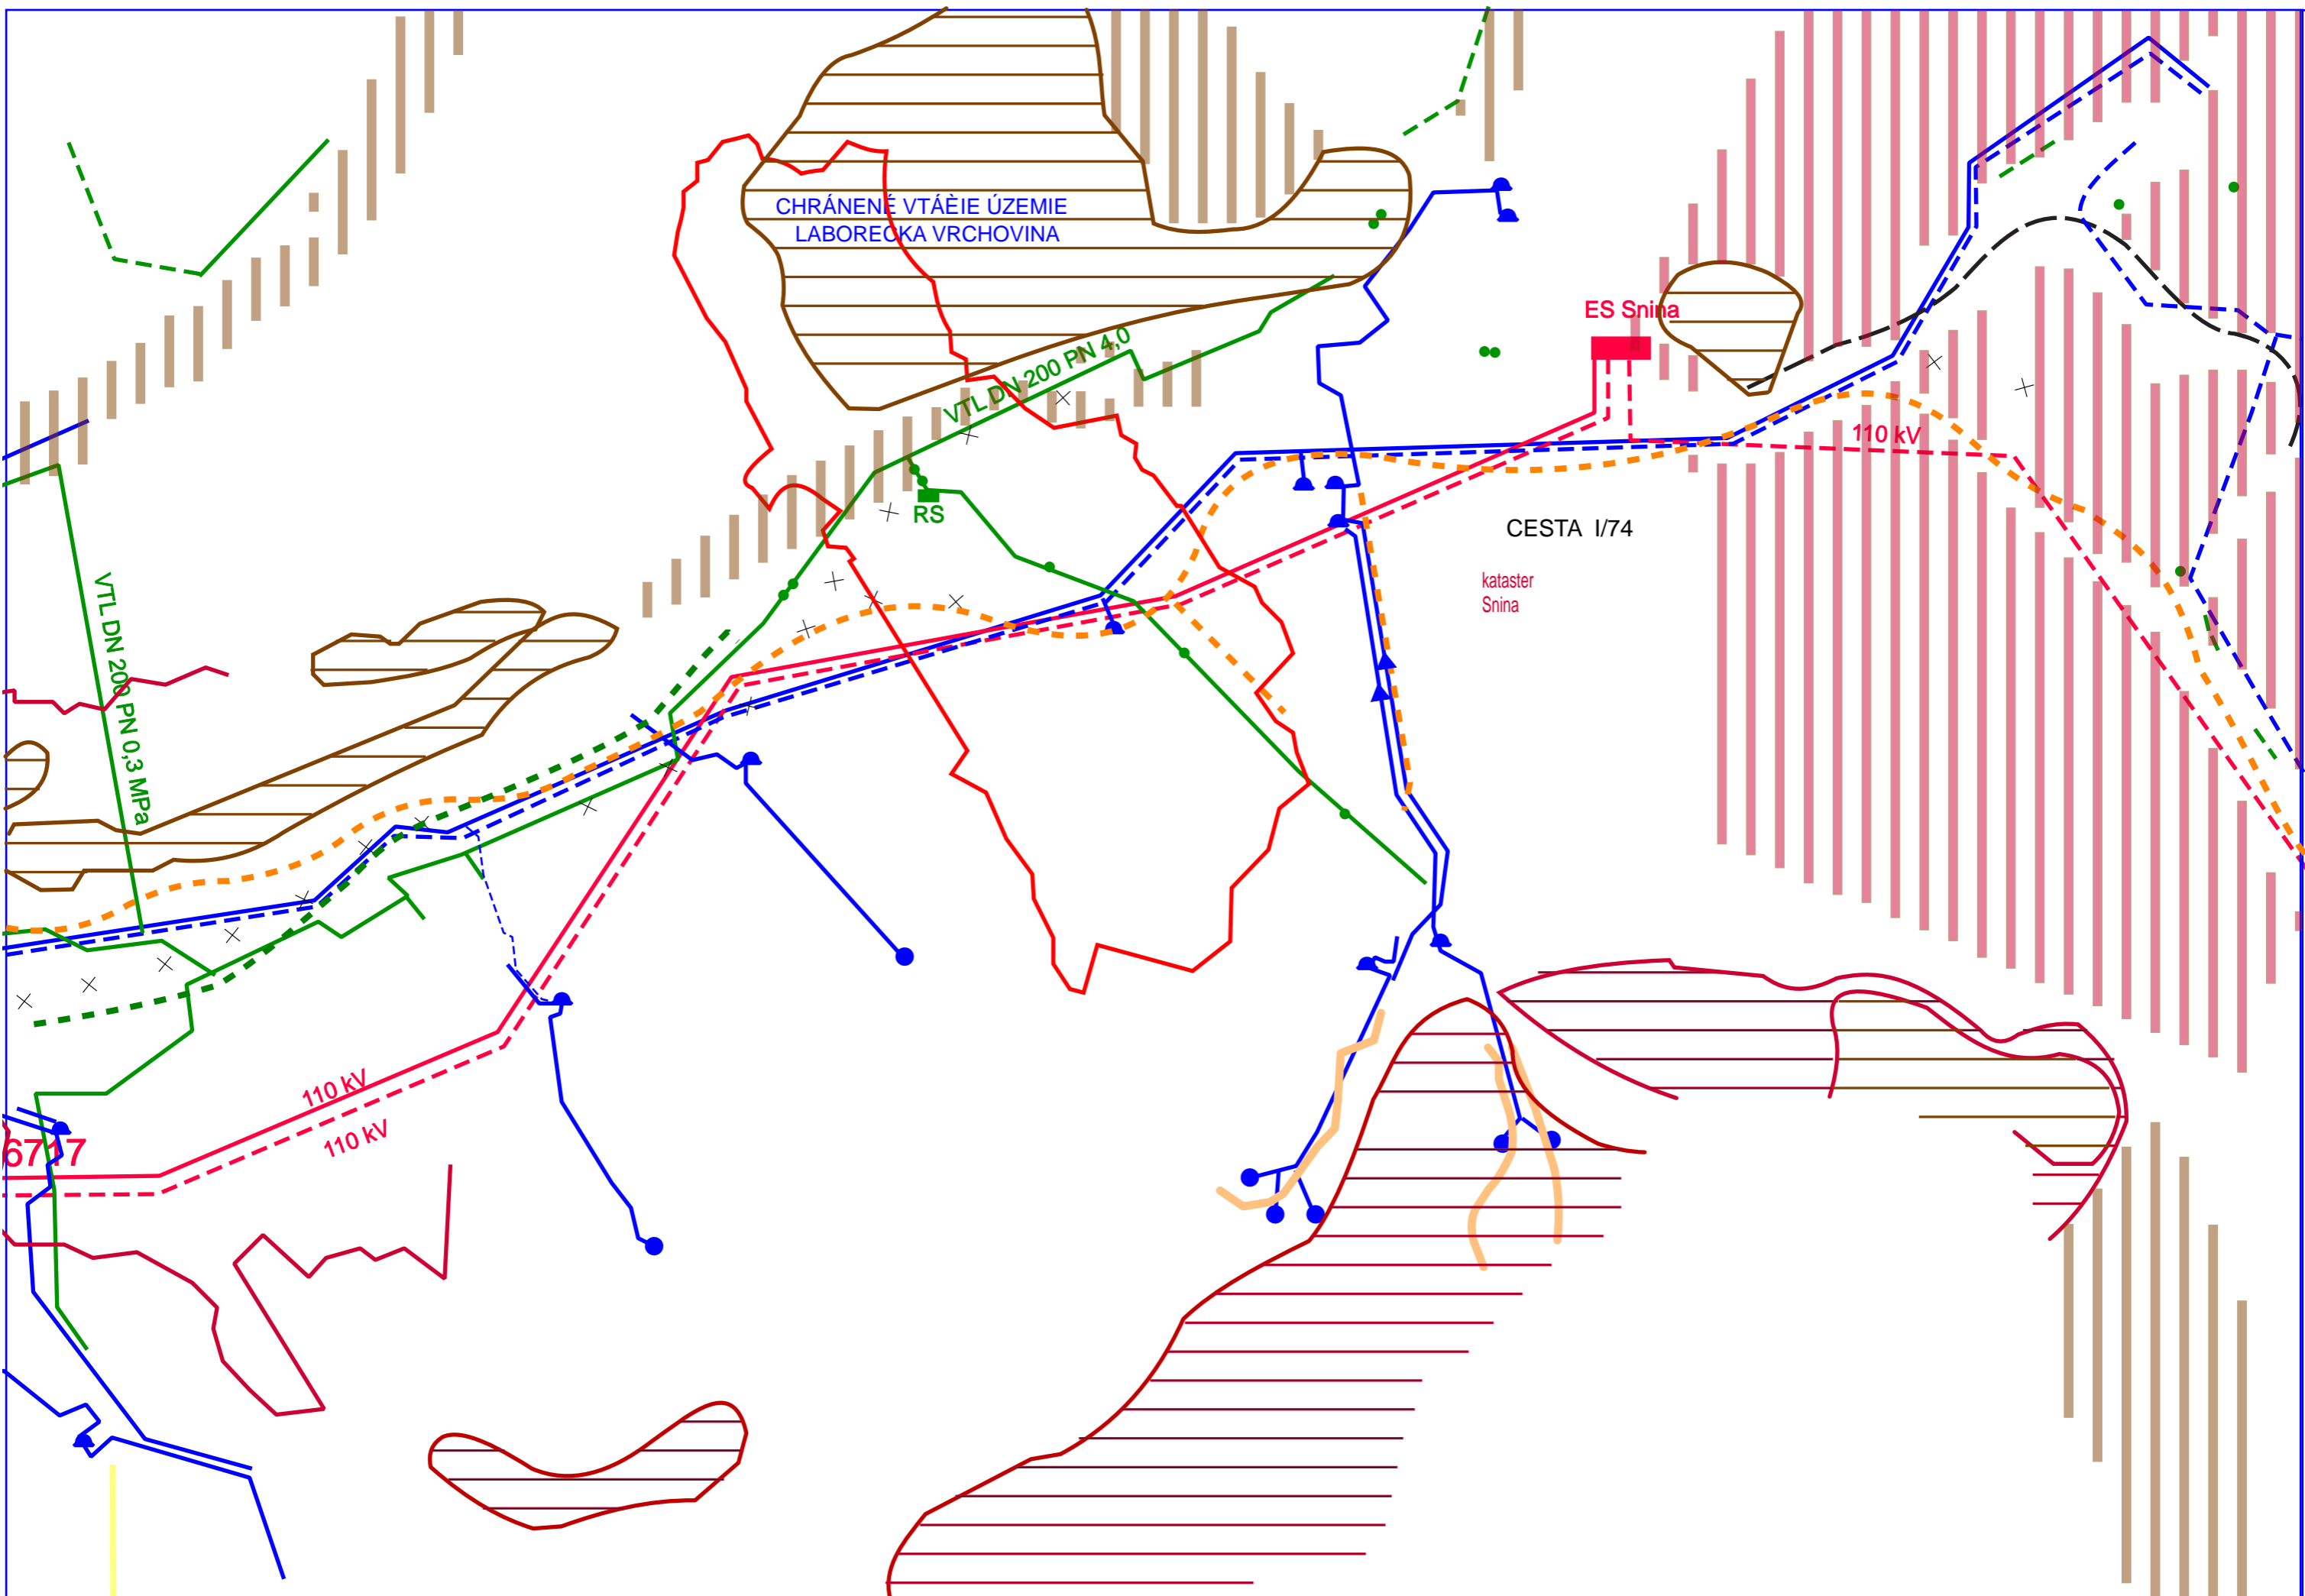 CHRÁNENÉ VTÁÈIE ÚZEMIE
LABORECKA VRCHOVINA
ES Snina
VTL DN 200 PN 4,0
110 kV
RS
CESTA I/74
kataster
Snina
VTL DN 200 PN 0,3 MPa
110 kV
110 kV
6717